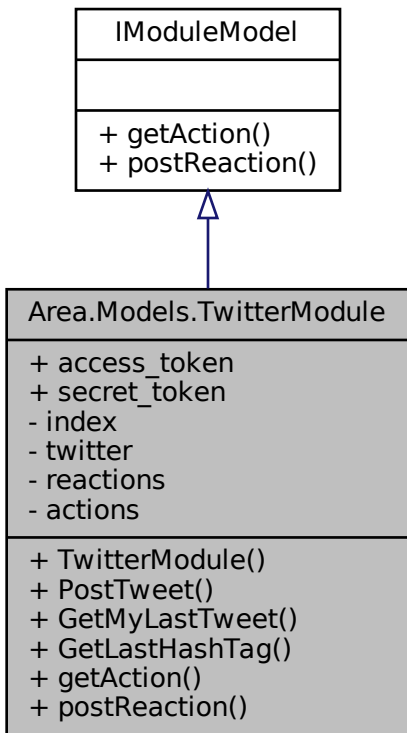 IModuleModel
+ getAction()
+ postReaction()
Area.Models.TwitterModule
+ access_token
+ secret_token
- index
- twitter
- reactions
- actions
+ TwitterModule()
+ PostTweet()
+ GetMyLastTweet()
+ GetLastHashTag()
+ getAction()
+ postReaction()